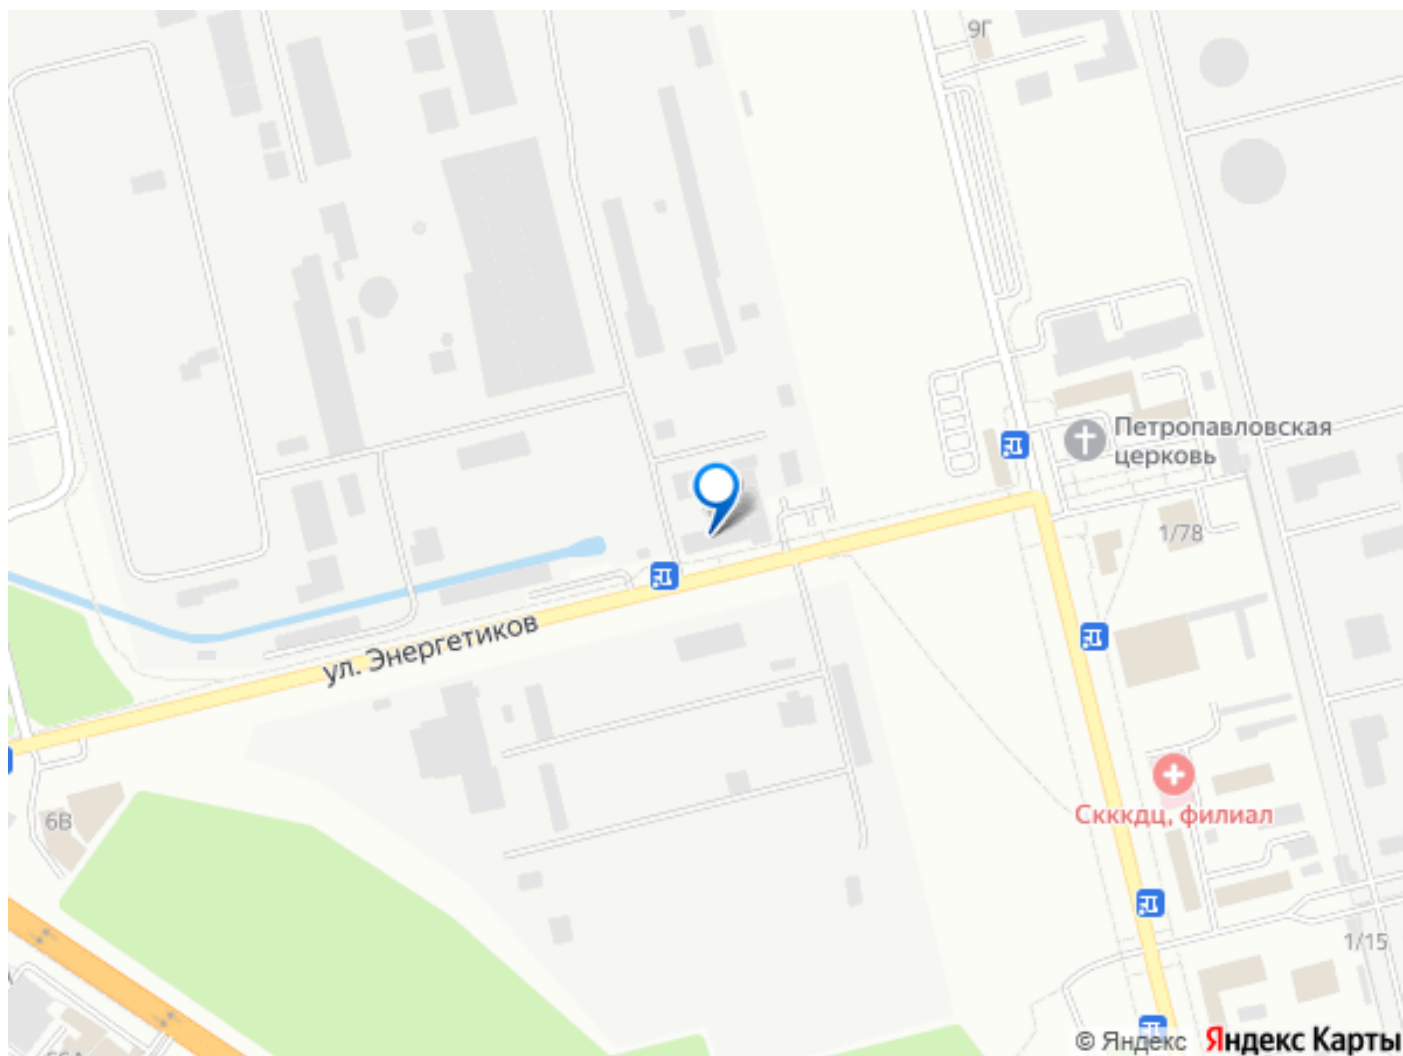 9Г
Петропавловская
церковь
1/78
ул. Энергетиков
Скккдц, филиал
6В
1/15
© Яндекс Яндекс Карты